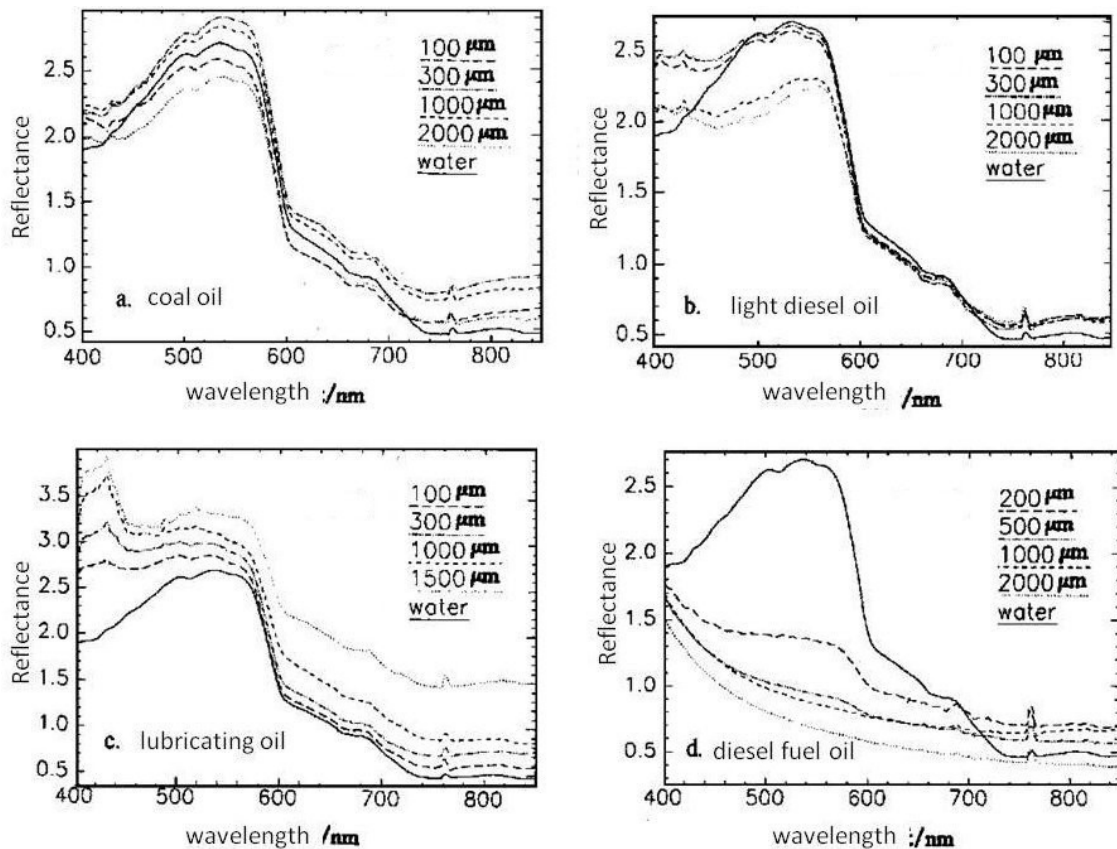 Reflectance
2.5
2.0
1.5
1.0
0.5
100 µm
300 µm
1000 µm
2000 µm
water
a. coal oil
400 500 600 700 800
wavelength :/nm
Reflectance
2.5
2.0
1.5
1.0
0.5
100 µm
300 µm
1000 µm
2000 µm
water
b. light diesel oil
400 500 600 700 800
wavelength /nm
Reflectance
3.5
3.0
2.5
2.0
1.5
1.0
0.5
100 µm
300 µm
1000 µm
1500 µm
water
c. lubricating oil
400 500 600 700 800
wavelength /nm
Reflectance
2.5
2.0
1.5
1.0
0.5
200 µm
500 µm
1000 µm
2000 µm
water
d. diesel fuel oil
400 500 600 700 800
wavelength :/nm